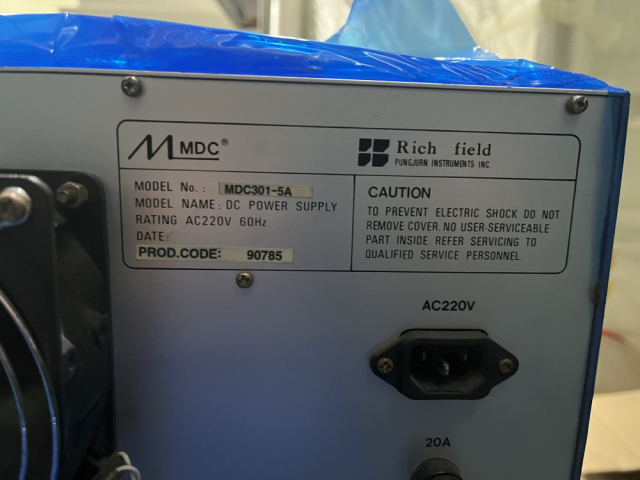 MDC®
Rich field
PUNGJURN INSTRUMENTS INC.
MODEL No. : MDC301-5A
MODEL NAME: DC POWER SUPPLY
RATING AC220V 60Hz
DATE:
PROD.CODE: 90785
CAUTION
TO PREVENT ELECTRIC SHOCK DO NOT
REMOVE COVER. NO USER-SERVICEABLE
PART INSIDE. REFER SERVICING TO
QUALIFIED SERVICE PERSONNEL.
AC220V
20A